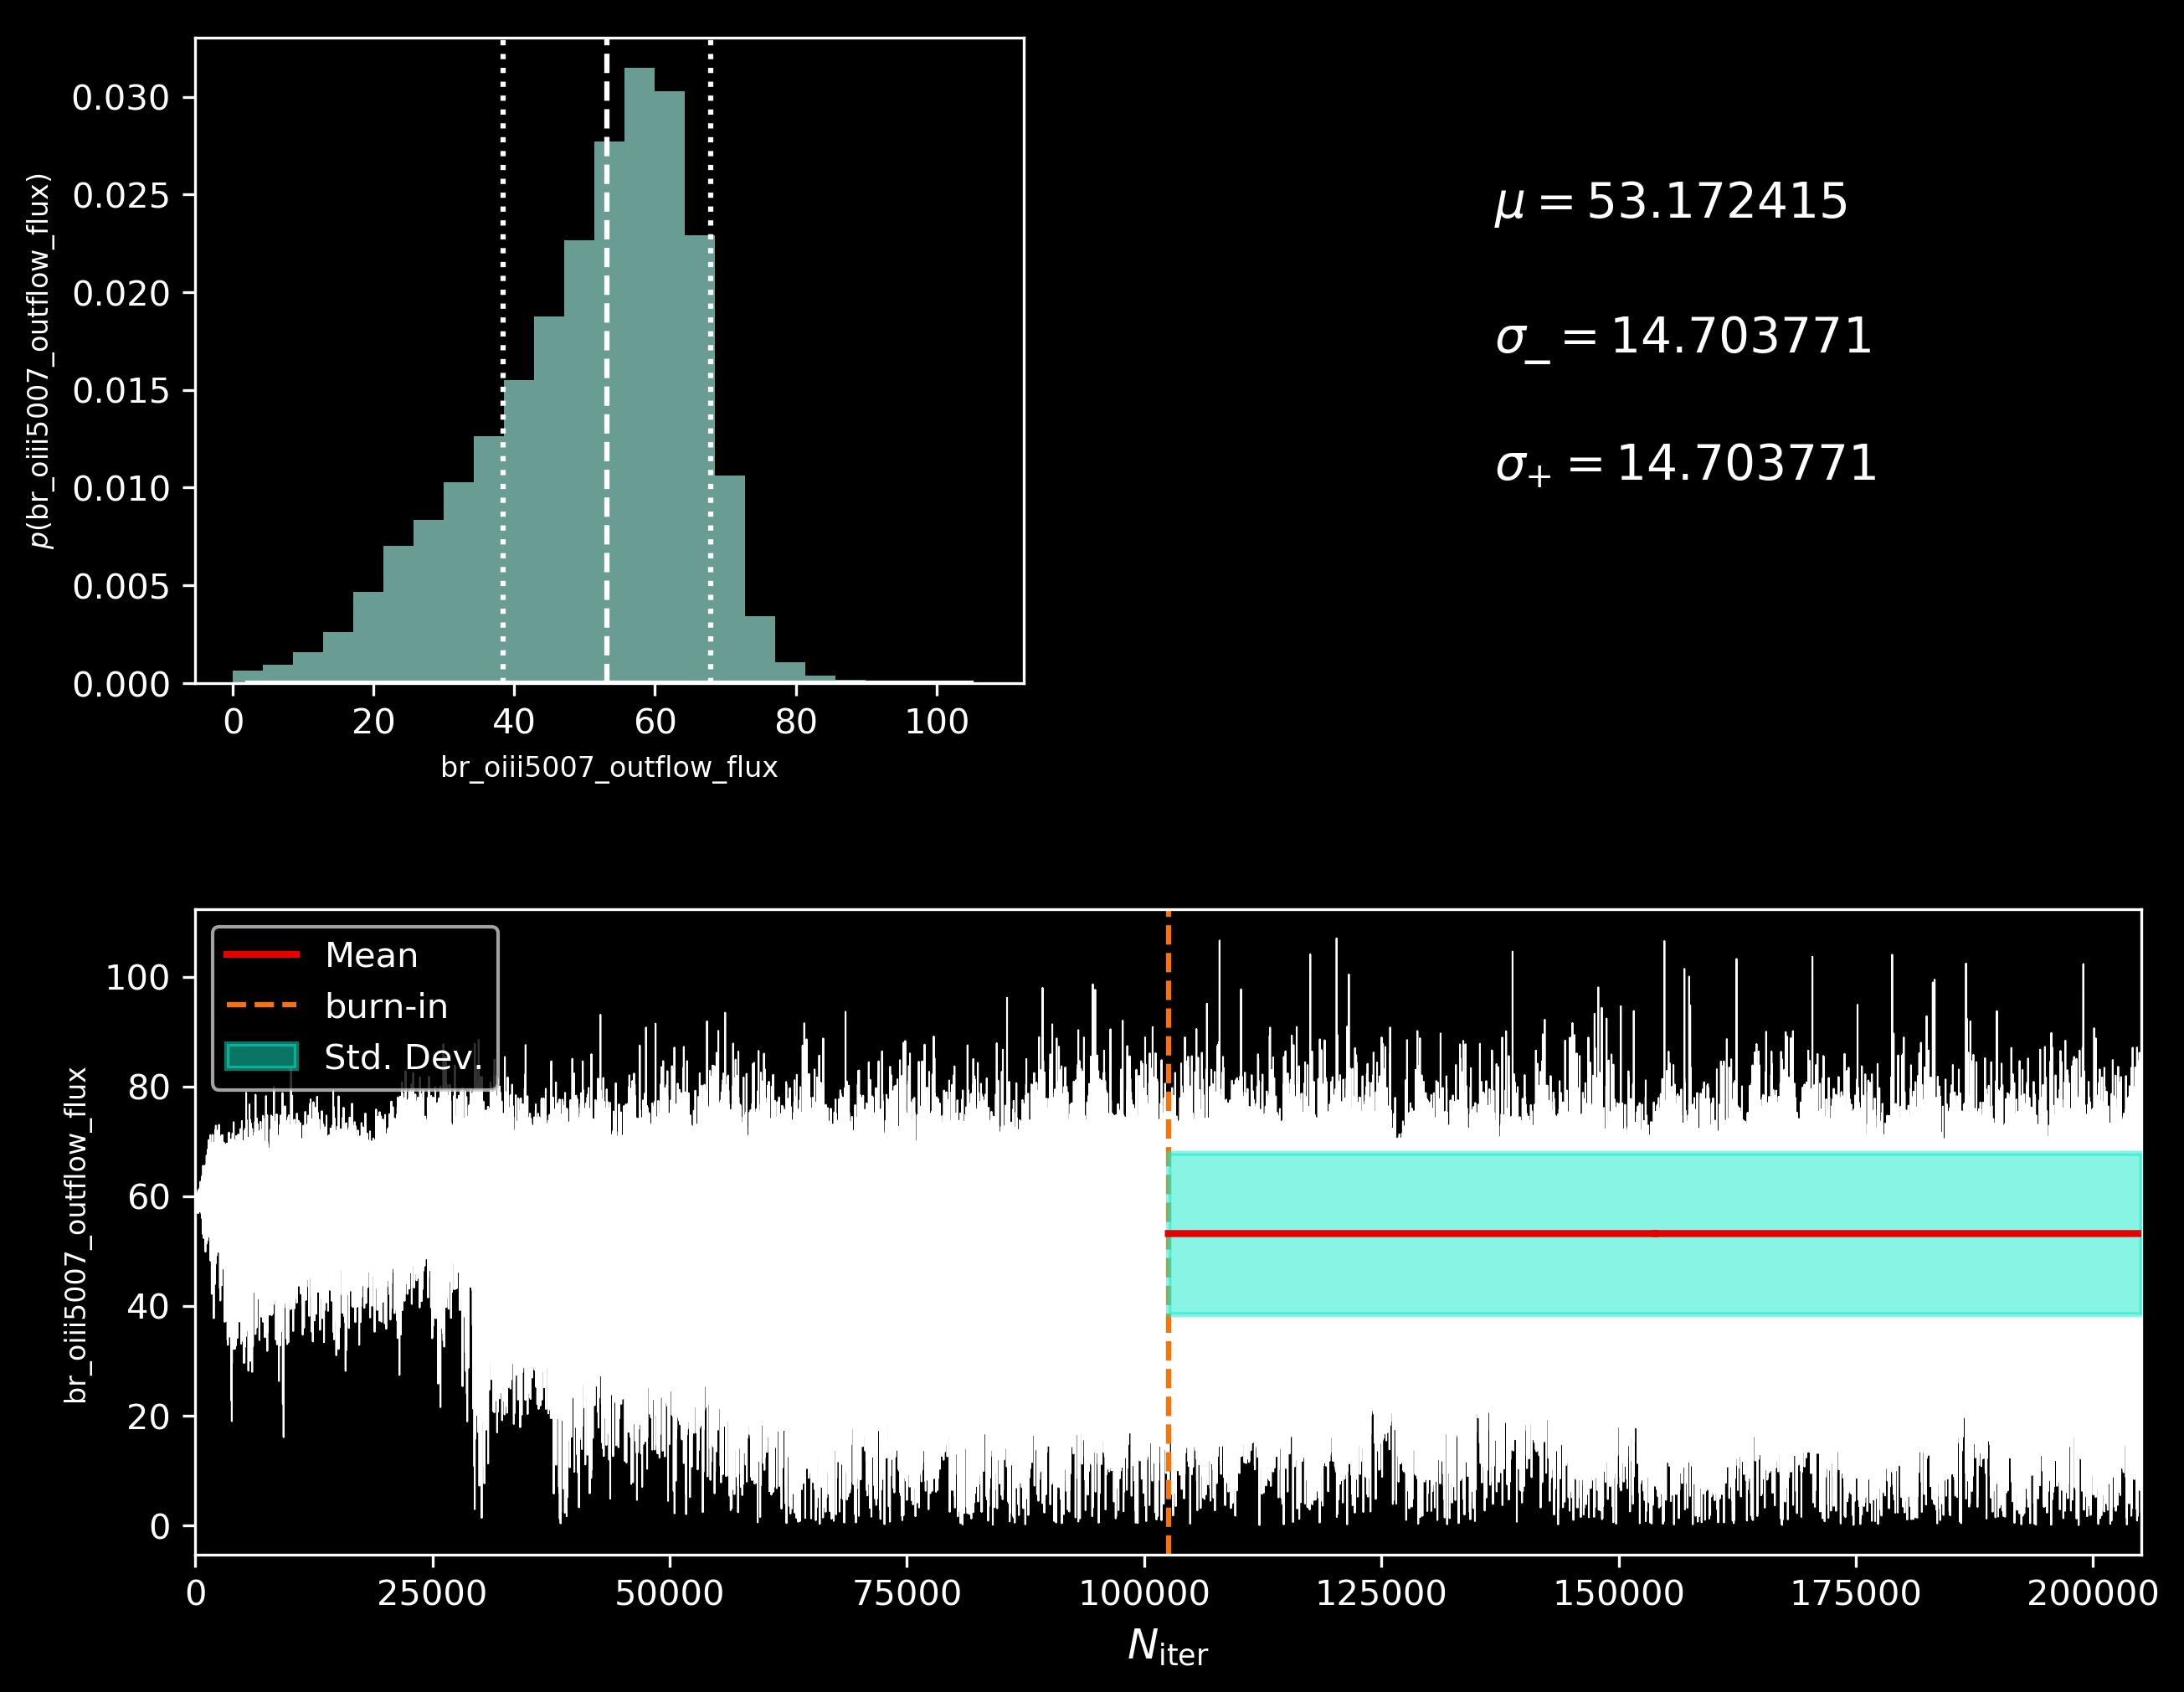 0.030
0.025
0.020
0.015
0.010
0.005
0.000
p(br_oiii5007_outflow_flux)
0 20 40 60 80 100
br_oiii5007_outflow_flux
μ = 53.172415
σ_− = 14.703771
σ_+ = 14.703771
Mean
burn-in
Std. Dev.
100
80
60
40
20
0
br_oiii5007_outflow_flux
0 25000 50000 75000 100000 125000 150000 175000 200000
N_iter